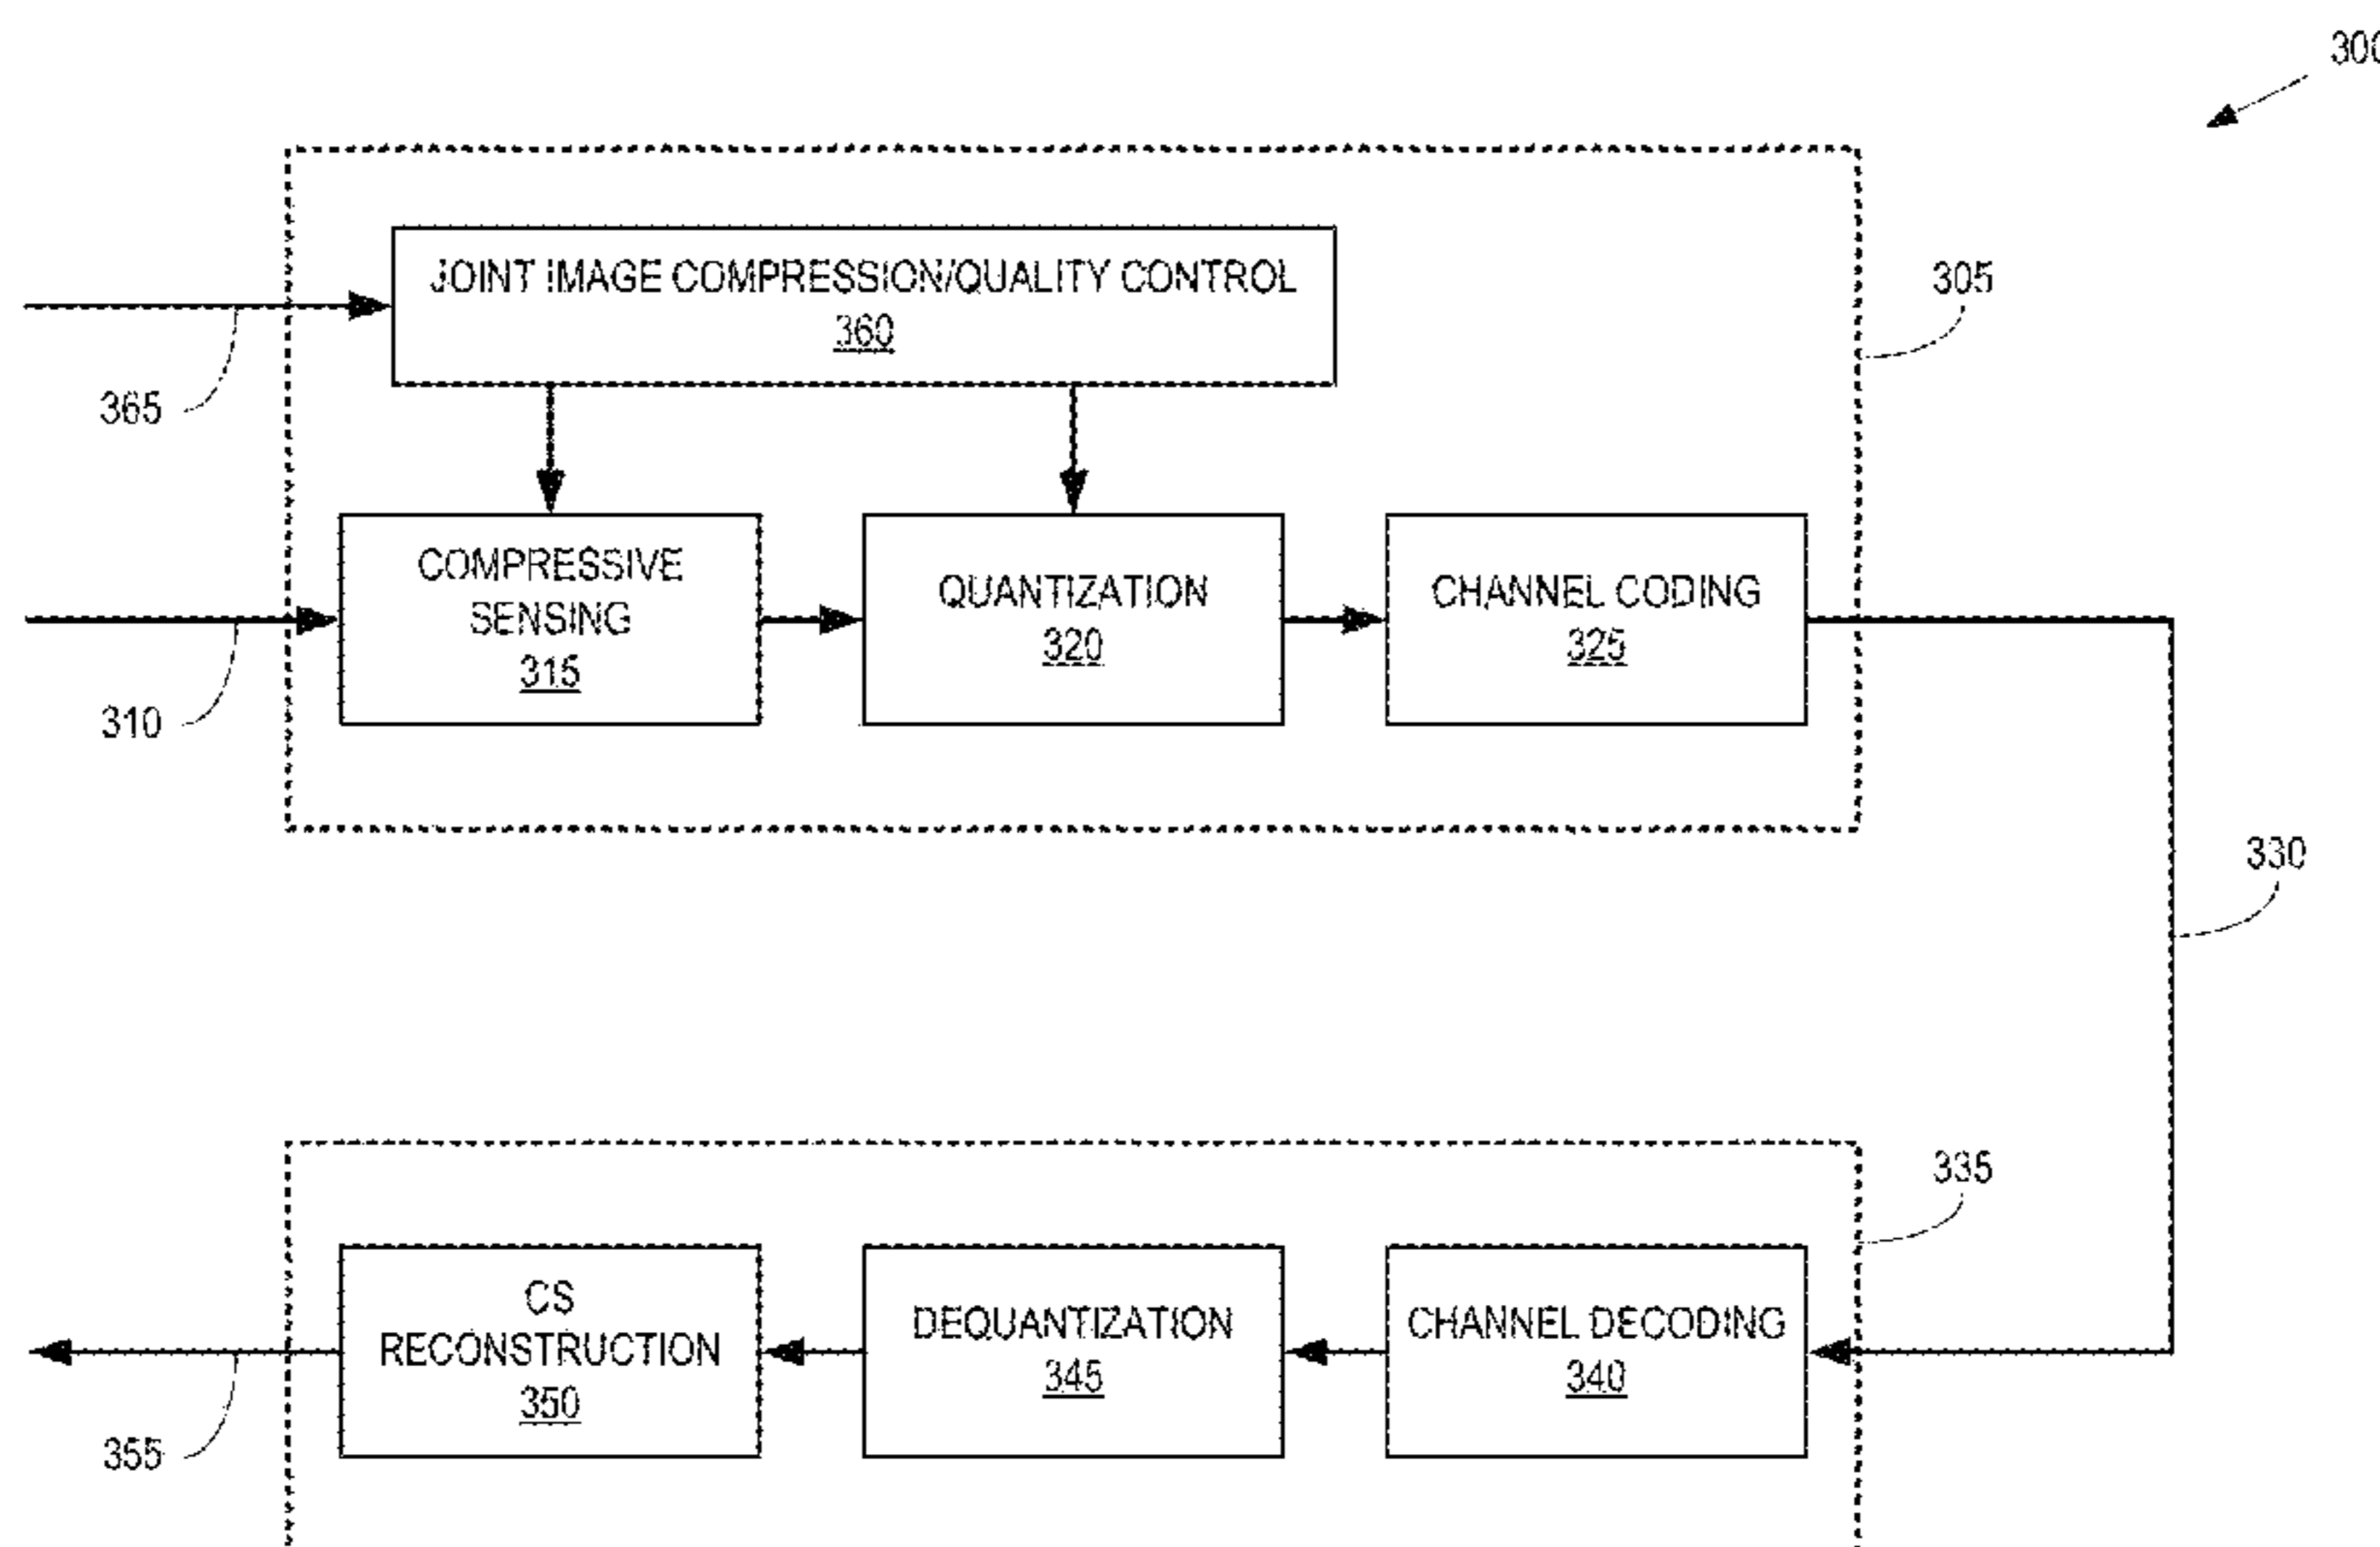 300
JOINT IMAGE COMPRESSION/QUALITY CONTROL
360
305
365
COMPRESSIVE
SENSING
315
QUANTIZATION
320
CHANNEL CODING
325
310
330
335
CS
RECONSTRUCTION
350
DEQUANTIZATION
345
CHANNEL DECODING
340
355